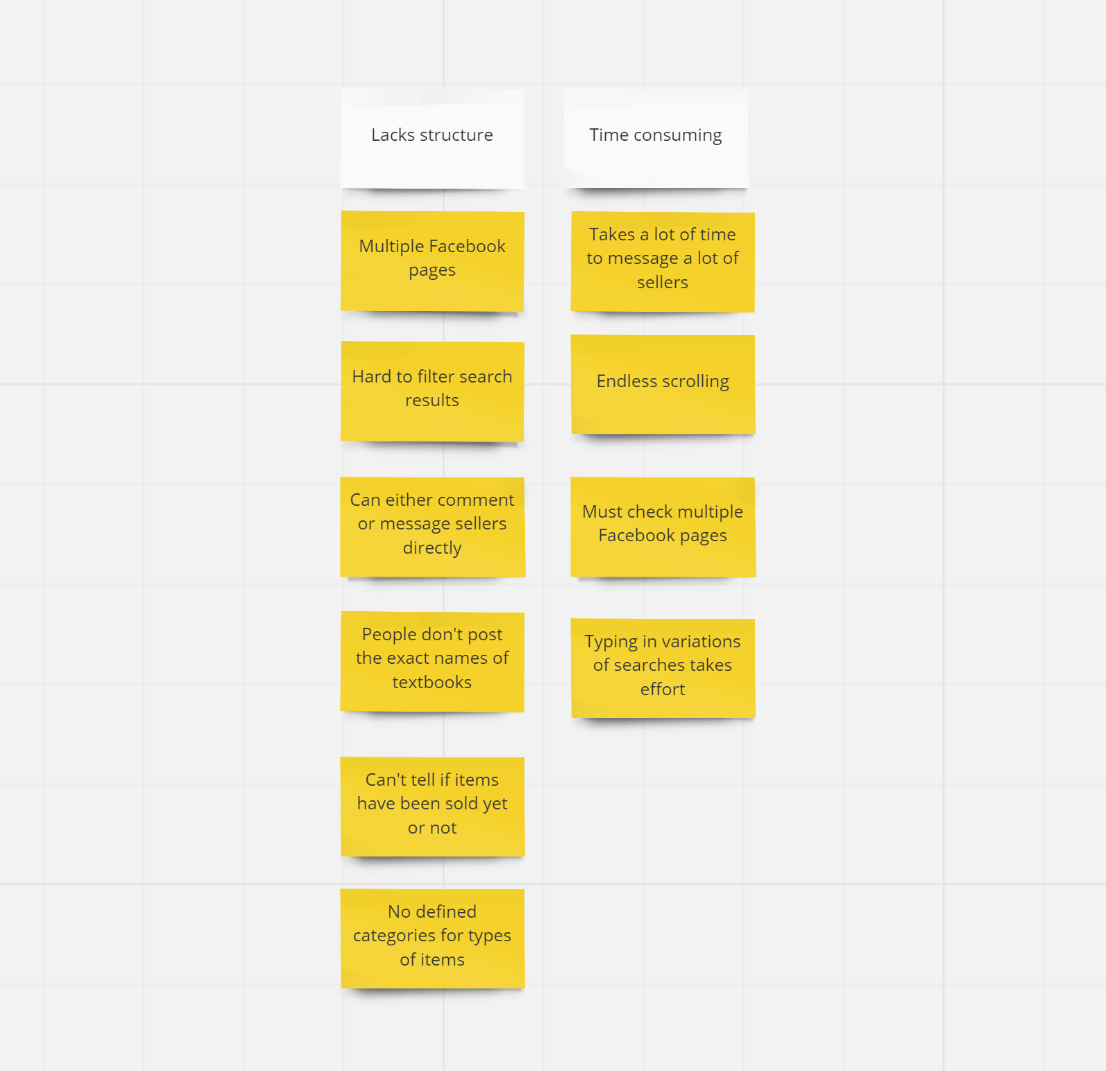 Lacks structure
Time consuming
Multiple Facebook
pages
Takes a lot of time
to message a lot of
sellers
Hard to filter search
results
Endless scrolling
Can either comment
or message sellers
directly
Must check multiple
Facebook pages
People don't post
the exact names of
textbooks
Typing in variations
of searches takes
effort
Can't tell if items
have been sold yet
or not
No defined
categories for types
of items